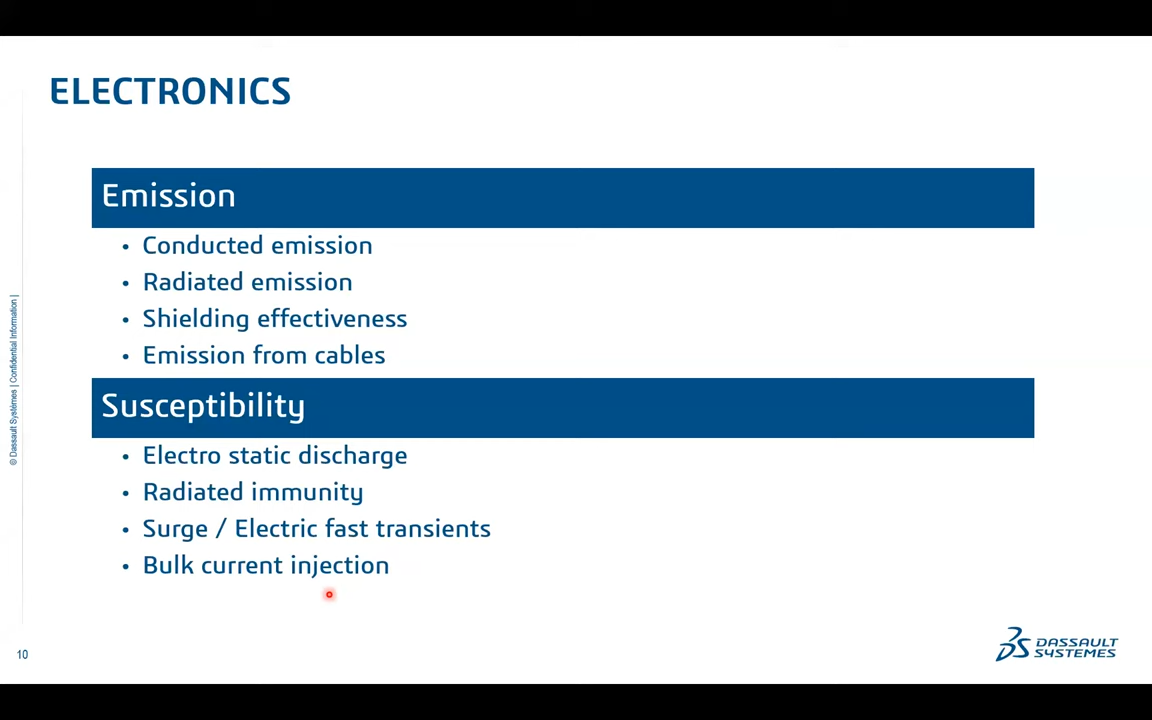 ELECTRONICS
Emission
• Conducted emission
• Radiated emission
• Shielding effectiveness
• Emission from cables
Susceptibility
• Electro static discharge
• Radiated immunity
• Surge / Electric fast transients
• Bulk current injection
© Dassault Systèmes | Confidential Information |
10
DASSAULT
SYSTEMES